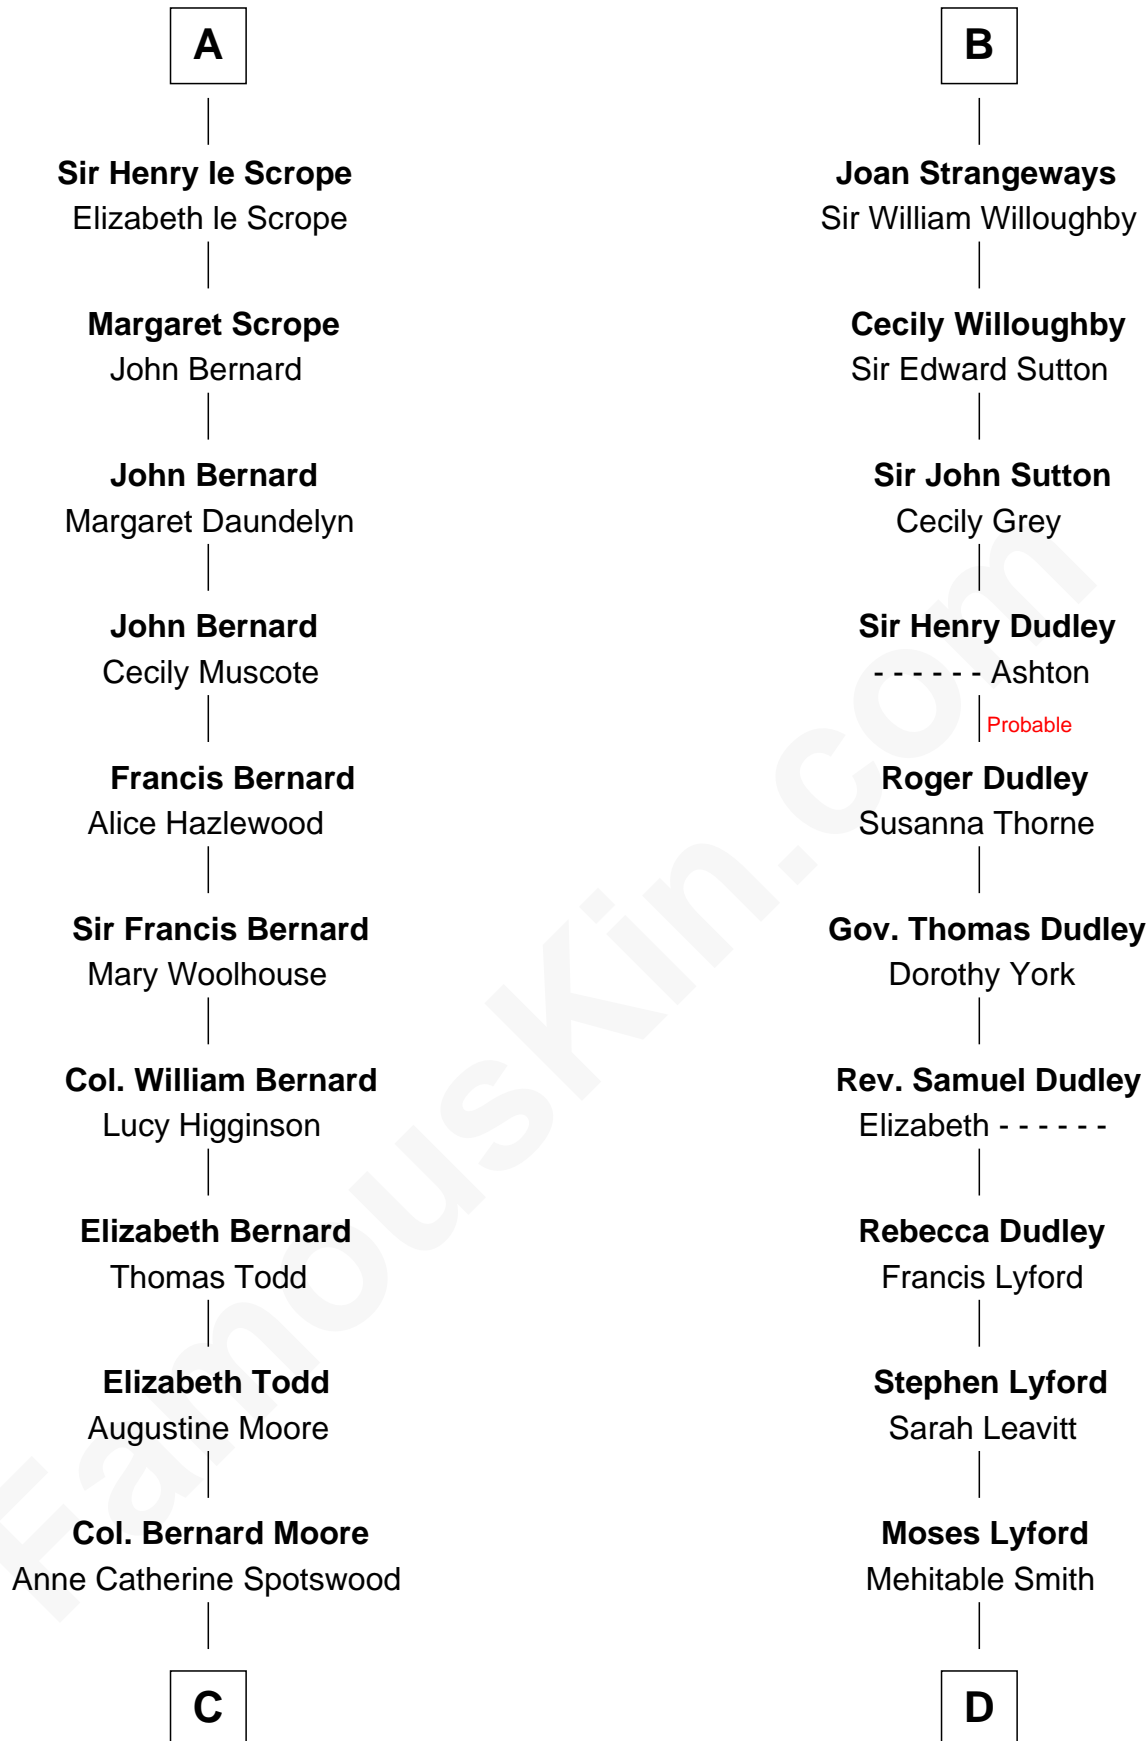 A
Sir Henry le Scrope
Elizabeth le Scrope
Margaret Scrope
John Bernard
John Bernard
Margaret Daundelyn
John Bernard
Cecily Muscote
Francis Bernard
Alice Hazlewood
Sir Francis Bernard
Mary Woolhouse
Col. William Bernard
Lucy Higginson
Elizabeth Bernard
Thomas Todd
Elizabeth Todd
Augustine Moore
Col. Bernard Moore
Anne Catherine Spotswood
C
B
Joan Strangeways
Sir William Willoughby
Cecily Willoughby
Sir Edward Sutton
Sir John Sutton
Cecily Grey
Sir Henry Dudley
- - - - - - Ashton
Probable
Roger Dudley
Susanna Thorne
Gov. Thomas Dudley
Dorothy York
Rev. Samuel Dudley
Elizabeth - - - - - -
Rebecca Dudley
Francis Lyford
Stephen Lyford
Sarah Leavitt
Moses Lyford
Mehitable Smith
D
FamousKin.com